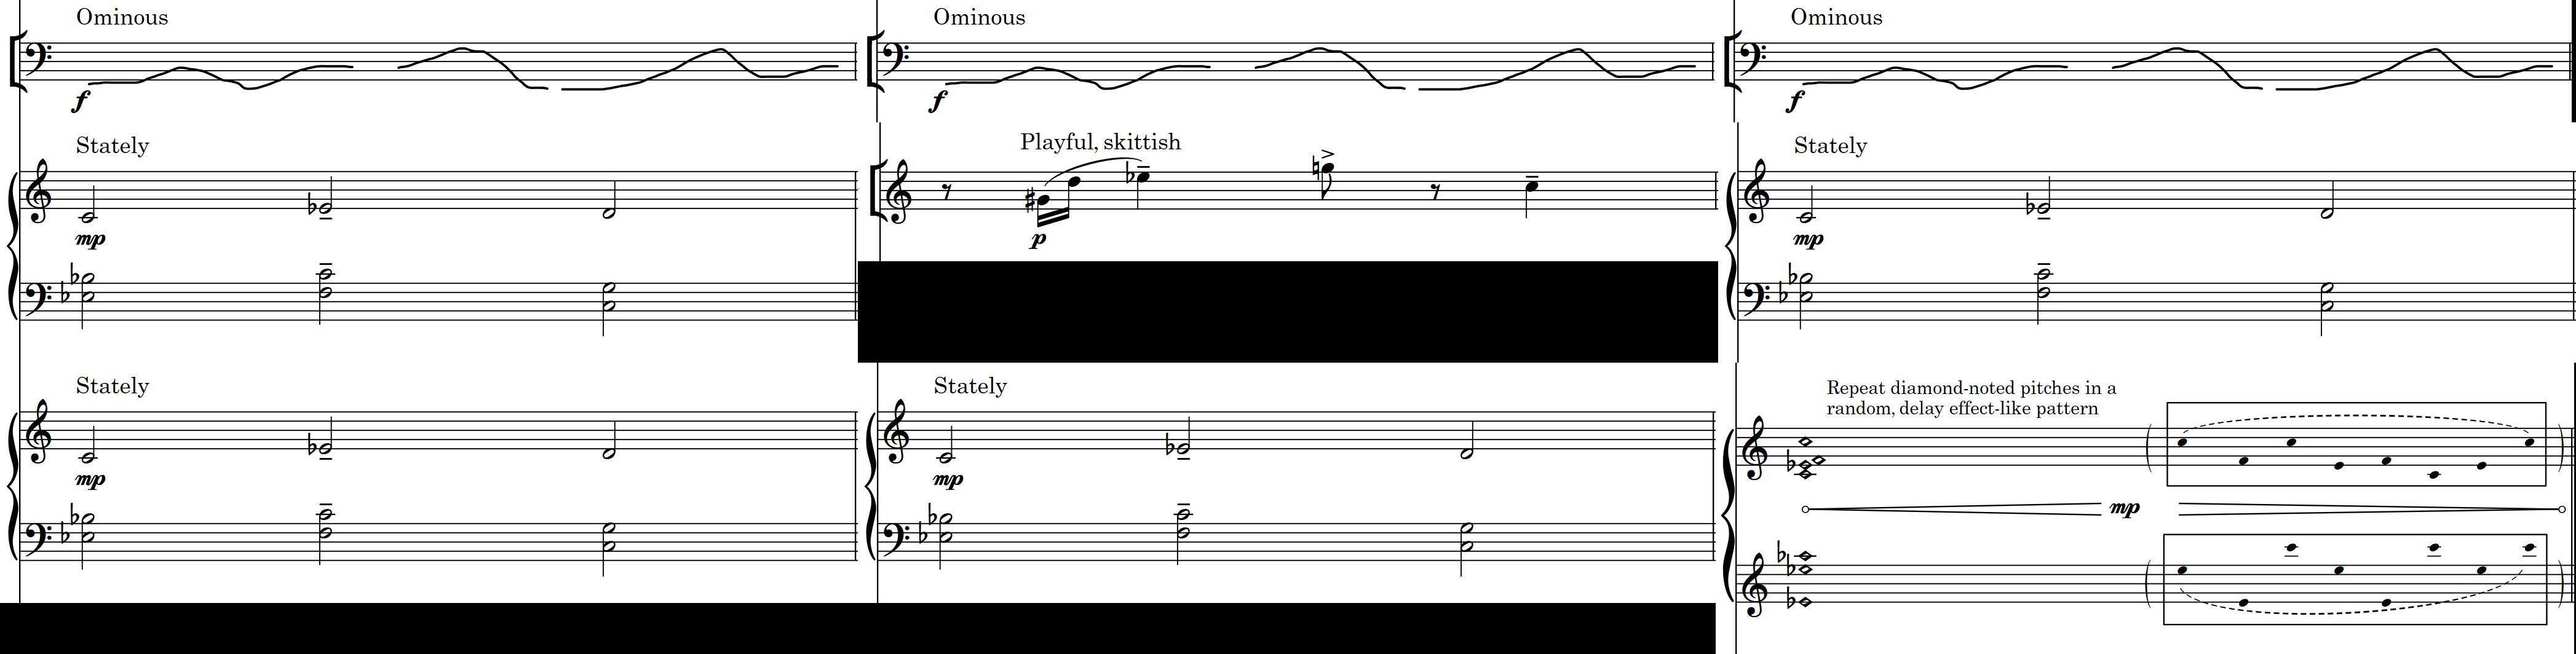 Ominous
Ominous
Ominous
f
f
f
Stately
Playful, skittish
Stately
mp
p
mp
Stately
Stately
Repeat diamond-noted pitches in a
random, delay effect-like pattern
mp
mp
mp